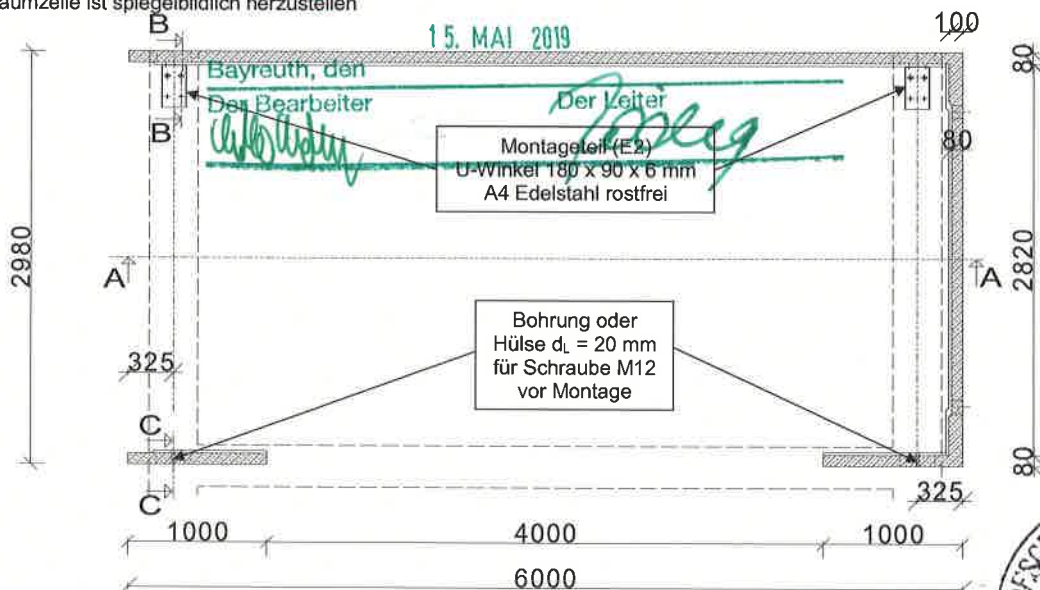 aumzelle ist spiegelbildlich herzustellen
B
15. MAI 2019
100
80
Bayreuth, den
Der Bearbeiter
Der Leiter
B
80
Montageteil (E2)
U-Winkel 180 x 90 x 6 mm
A4 Edelstahl rostfrei
2980
A
A
2820
Bohrung oder
Hülse dL = 20 mm
für Schraube M12
vor Montage
325
C
80
C
325
1000
4000
1000
6000